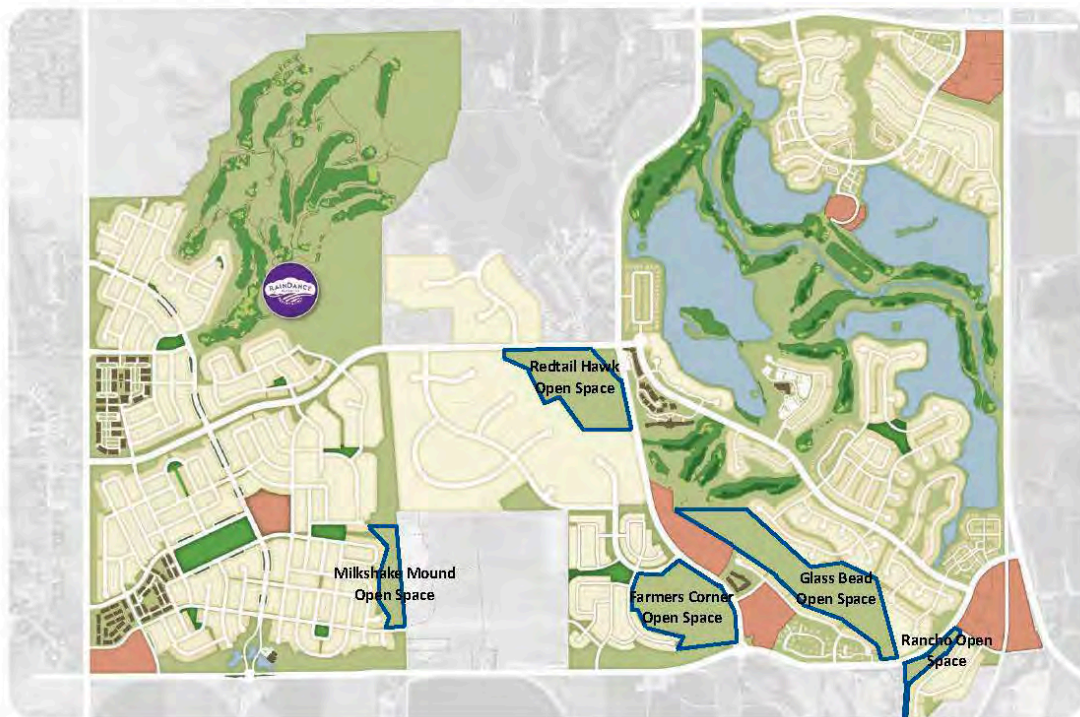 RAINDANCE
Redtail Hawk
Open Space
Milkshake Mound
Open Space
Farmers Corner
Open Space
Glass Bead
Open Space
Rancho Open
Space